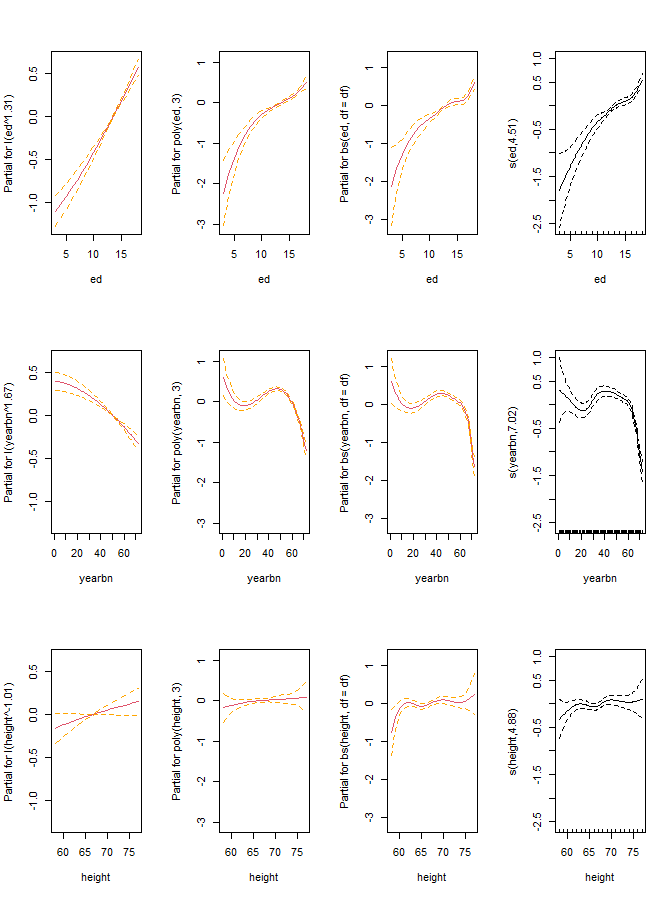 Partial for I(ed^1.31)
0.5
0.0
-0.5
-1.0
5 10 15
ed
Partial for poly(ed, 3)
1
0
-1
-2
-3
5 10 15
ed
Partial for bs(ed, df = df)
1
0
-1
-2
-3
5 10 15
ed
s(ed,4.51)
1.0
0.5
-0.5
-1.5
-2.5
5 10 15
ed
Partial for I(yearbn^1.67)
0.5
0.0
-0.5
-1.0
0 20 40 60
yearbn
Partial for poly(yearbn, 3)
1
0
-1
-2
-3
0 20 40 60
yearbn
Partial for bs(yearbn, df = df)
1
0
-1
-2
-3
0 20 40 60
yearbn
s(yearbn,7.02)
1.0
0.5
-0.5
-1.5
-2.5
0 20 40 60
yearbn
Partial for I(height^1.01)
0.5
0.0
-0.5
-1.0
60 65 70 75
height
Partial for poly(height, 3)
1
0
-1
-2
-3
60 65 70 75
height
Partial for bs(height, df = df)
1
0
-1
-2
-3
60 65 70 75
height
s(height,4.88)
1.0
0.5
-0.5
-1.5
-2.5
60 65 70 75
height